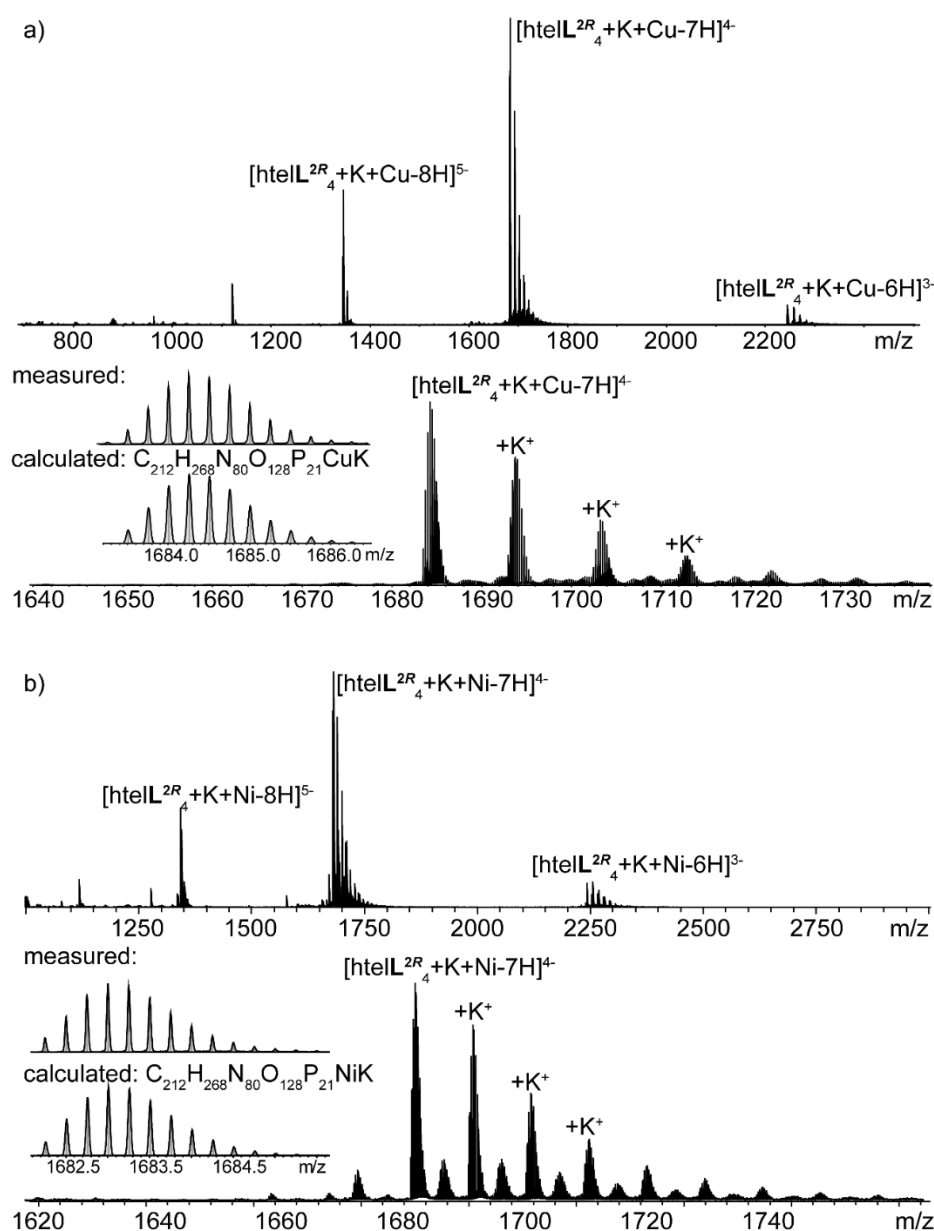 a)
[htelL²ᴿ₄+K+Cu-7H]⁴⁻
[htelL²ᴿ₄+K+Cu-8H]⁵⁻
[htelL²ᴿ₄+K+Cu-6H]³⁻
800 1000 1200 1400 1600 1800 2000 2200 m/z
measured:
[htelL²ᴿ₄+K+Cu-7H]⁴⁻
+K⁺
calculated: C₂₁₂H₂₆₈N₈₀O₁₂₈P₂₁CuK
+K⁺
+K⁺
1684.0 1685.0 1686.0 m/z
1640 1650 1660 1670 1680 1690 1700 1710 1720 1730 m/z
b)
[htelL²ᴿ₄+K+Ni-7H]⁴⁻
[htelL²ᴿ₄+K+Ni-8H]⁵⁻
[htelL²ᴿ₄+K+Ni-6H]³⁻
1250 1500 1750 2000 2250 2500 2750 m/z
measured:
[htelL²ᴿ₄+K+Ni-7H]⁴⁻
+K⁺
calculated: C₂₁₂H₂₆₈N₈₀O₁₂₈P₂₁NiK
+K⁺
+K⁺
1682.5 1683.5 1684.5 m/z
1620 1640 1660 1680 1700 1720 1740 m/z